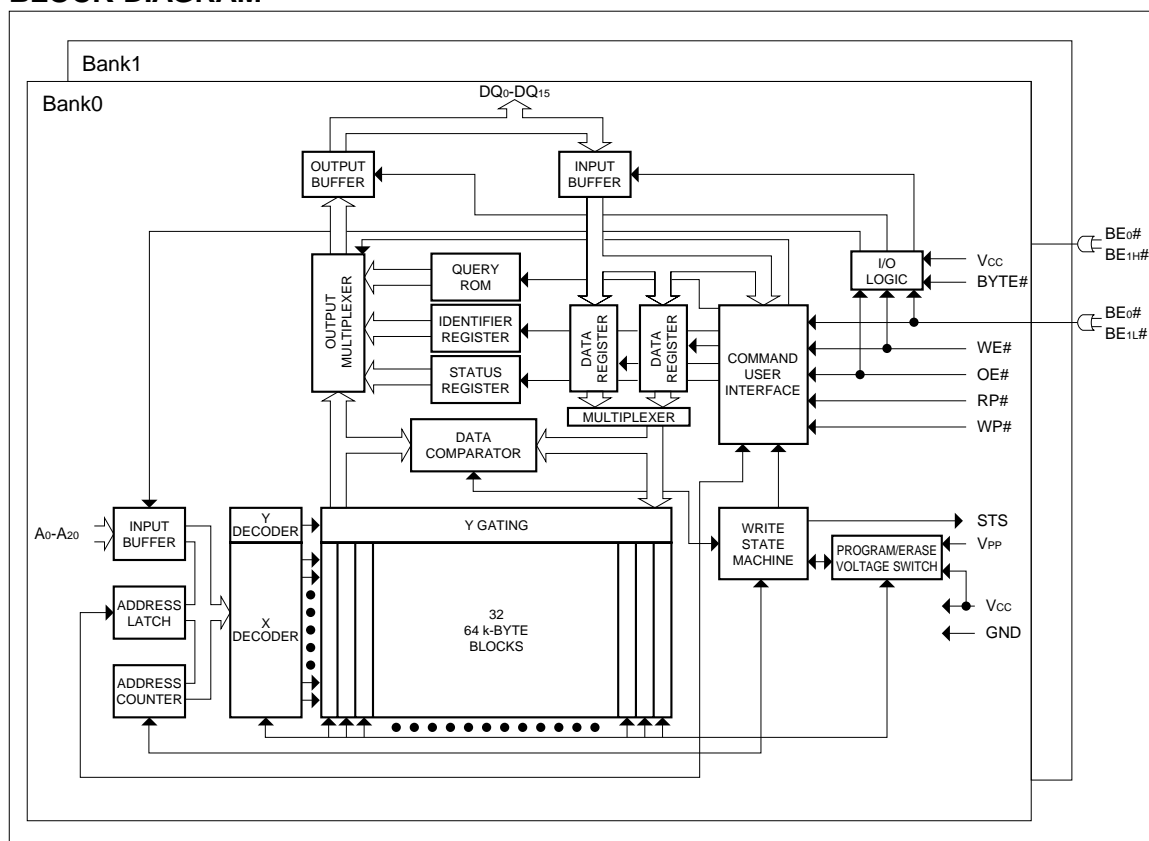 BLOCK DIAGRAM
Bank1
Bank0
DQ0-DQ15
OUTPUT
BUFFER
INPUT
BUFFER
BE0#
BE1H#
I/O
LOGIC
VCC
BYTE#
OUTPUT
MULTIPLEXER
QUERY
ROM
IDENTIFIER
REGISTER
STATUS
REGISTER
DATA
REGISTER
DATA
REGISTER
COMMAND
USER
INTERFACE
BE0#
BE1L#
WE#
OE#
RP#
WP#
MULTIPLEXER
DATA
COMPARATOR
A0-A20
INPUT
BUFFER
Y
DECODER
Y GATING
WRITE
STATE
MACHINE
STS
VPP
PROGRAM/ERASE
VOLTAGE SWITCH
ADDRESS
LATCH
X
DECODER
32
64 k-BYTE
BLOCKS
VCC
GND
ADDRESS
COUNTER